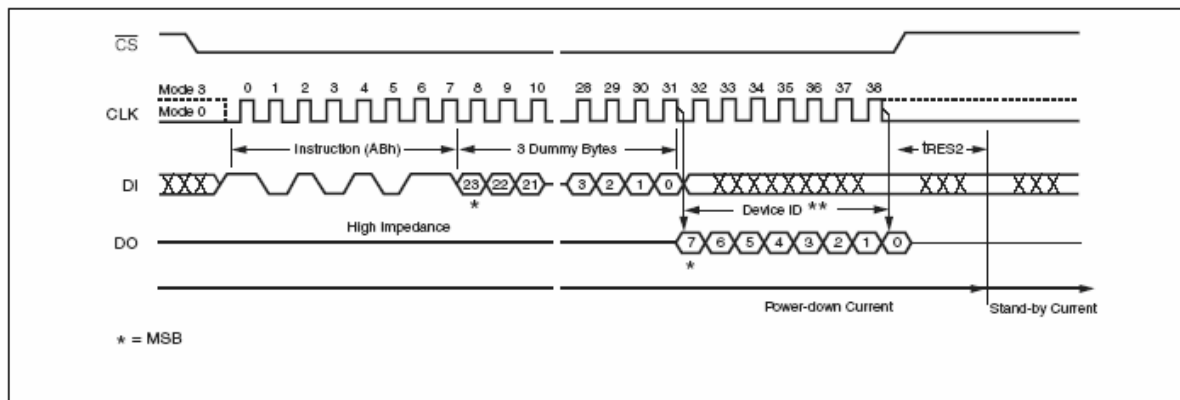 CS
Mode 3 0 1 2 3 4 5 6 7 8 9 10 28 29 30 31 32 33 34 35 36 37 38
CLK Mode 0
Instruction (ABh) 3 Dummy Bytes tRES2
DI XXX 23 22 21 3 2 1 0 XXXXXXXXX XXX XXX
*
Device ID **
High Impedance
DO 7 6 5 4 3 2 1 0
*
Power-down Current Stand-by Current
* = MSB